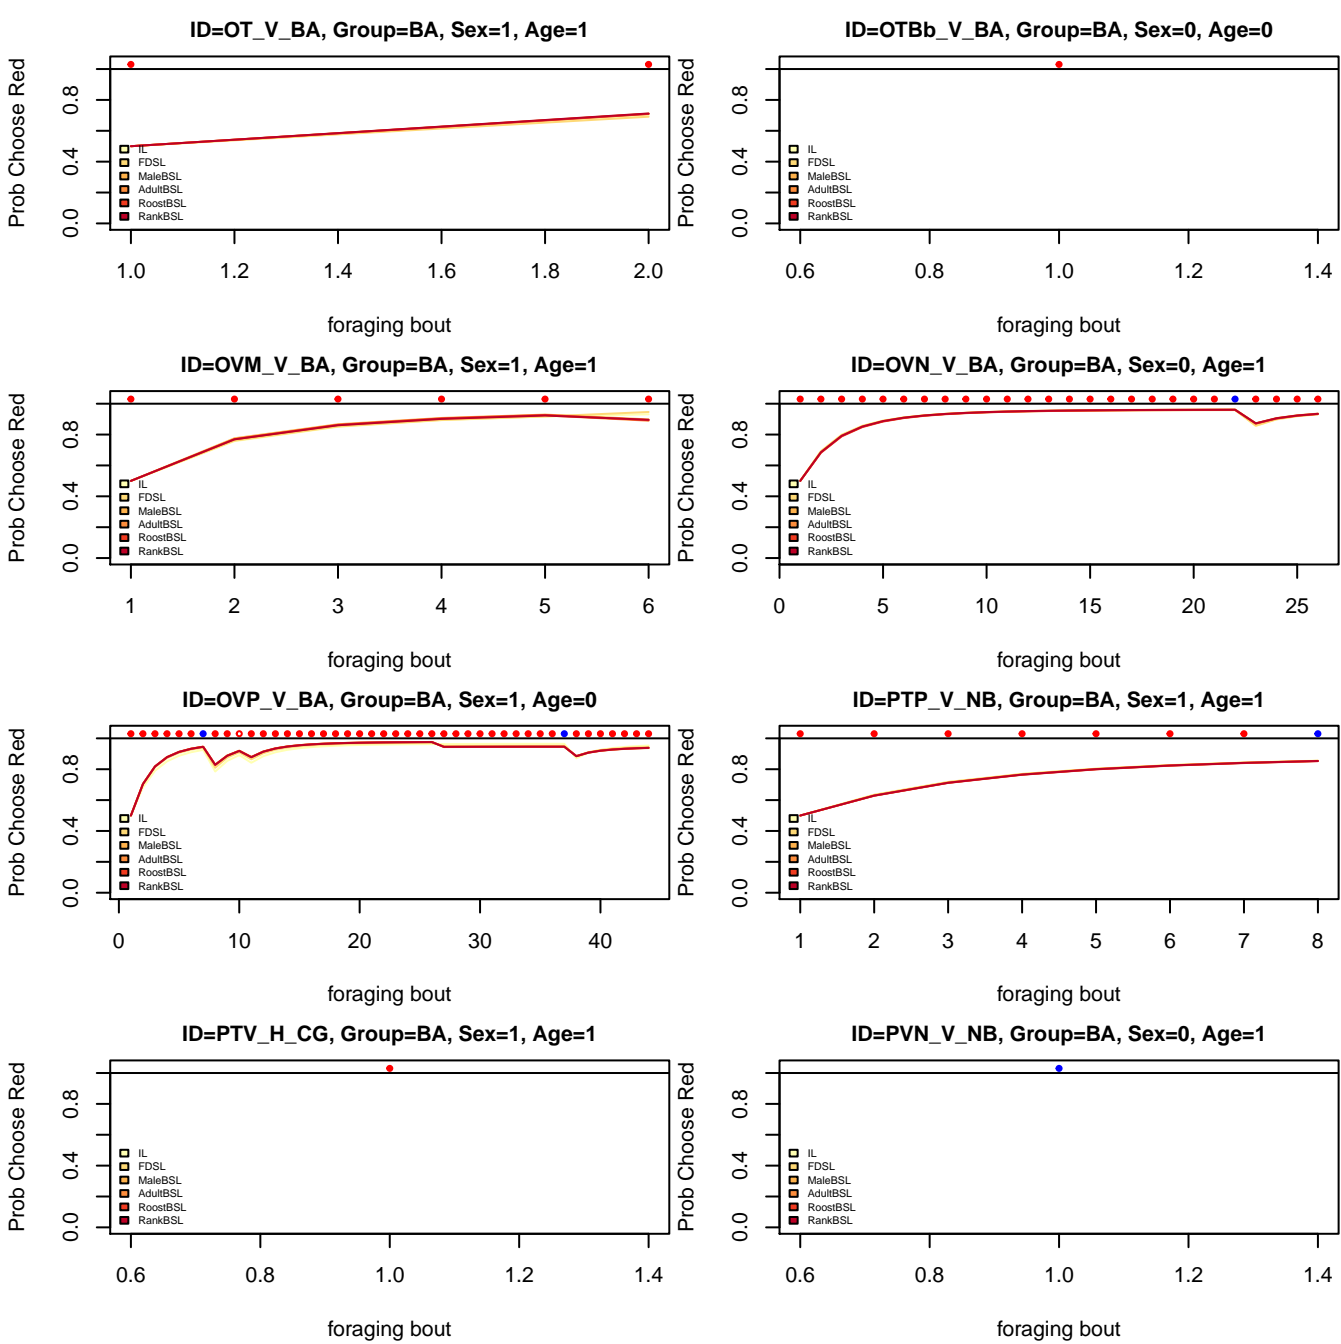 ID=OT_V_BA, Group=BA, Sex=1, Age=1
Prob Choose Red
0.0 0.4 0.8
IL
FDSL
MaleBSL
AdultBSL
RoostBSL
RankBSL
1.0 1.2 1.4 1.6 1.8 2.0
foraging bout
ID=OTBb_V_BA, Group=BA, Sex=0, Age=0
Prob Choose Red
0.0 0.4 0.8
IL
FDSL
MaleBSL
AdultBSL
RoostBSL
RankBSL
0.6 0.8 1.0 1.2 1.4
foraging bout
ID=OVM_V_BA, Group=BA, Sex=1, Age=1
Prob Choose Red
0.0 0.4 0.8
IL
FDSL
MaleBSL
AdultBSL
RoostBSL
RankBSL
1 2 3 4 5 6
foraging bout
ID=OVN_V_BA, Group=BA, Sex=0, Age=1
Prob Choose Red
0.0 0.4 0.8
IL
FDSL
MaleBSL
AdultBSL
RoostBSL
RankBSL
0 5 10 15 20 25
foraging bout
ID=OVP_V_BA, Group=BA, Sex=1, Age=0
Prob Choose Red
0.0 0.4 0.8
IL
FDSL
MaleBSL
AdultBSL
RoostBSL
RankBSL
0 10 20 30 40
foraging bout
ID=PTP_V_NB, Group=BA, Sex=1, Age=1
Prob Choose Red
0.0 0.4 0.8
IL
FDSL
MaleBSL
AdultBSL
RoostBSL
RankBSL
1 2 3 4 5 6 7 8
foraging bout
ID=PTV_H_CG, Group=BA, Sex=1, Age=1
Prob Choose Red
0.0 0.4 0.8
IL
FDSL
MaleBSL
AdultBSL
RoostBSL
RankBSL
0.6 0.8 1.0 1.2 1.4
foraging bout
ID=PVN_V_NB, Group=BA, Sex=0, Age=1
Prob Choose Red
0.0 0.4 0.8
IL
FDSL
MaleBSL
AdultBSL
RoostBSL
RankBSL
0.6 0.8 1.0 1.2 1.4
foraging bout